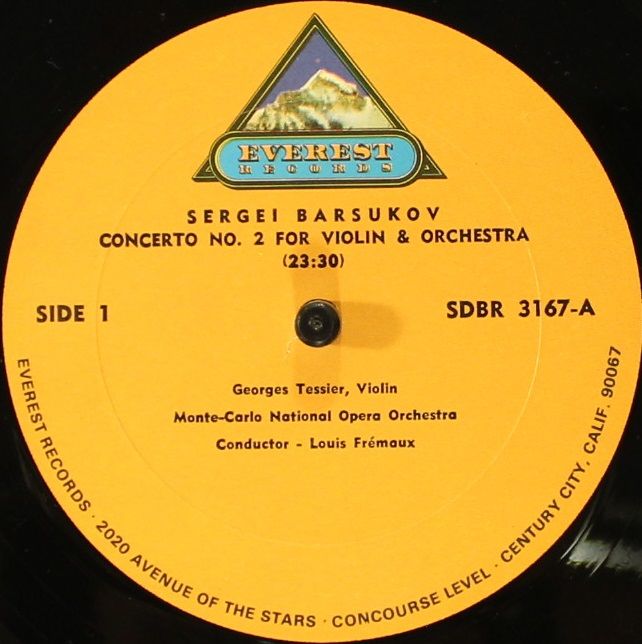 EVEREST
RECORDS
SERGEI BARSUKOV
CONCERTO NO. 2 FOR VIOLIN & ORCHESTRA
(23:30)
SIDE 1
SDBR 3167-A
Georges Tessier, Violin
Monte-Carlo National Opera Orchestra
Conductor - Louis Frémaux
EVEREST RECORDS · 2020 AVENUE OF THE STARS · CONCOURSE LEVEL · CENTURY CITY, CALIF. 90067